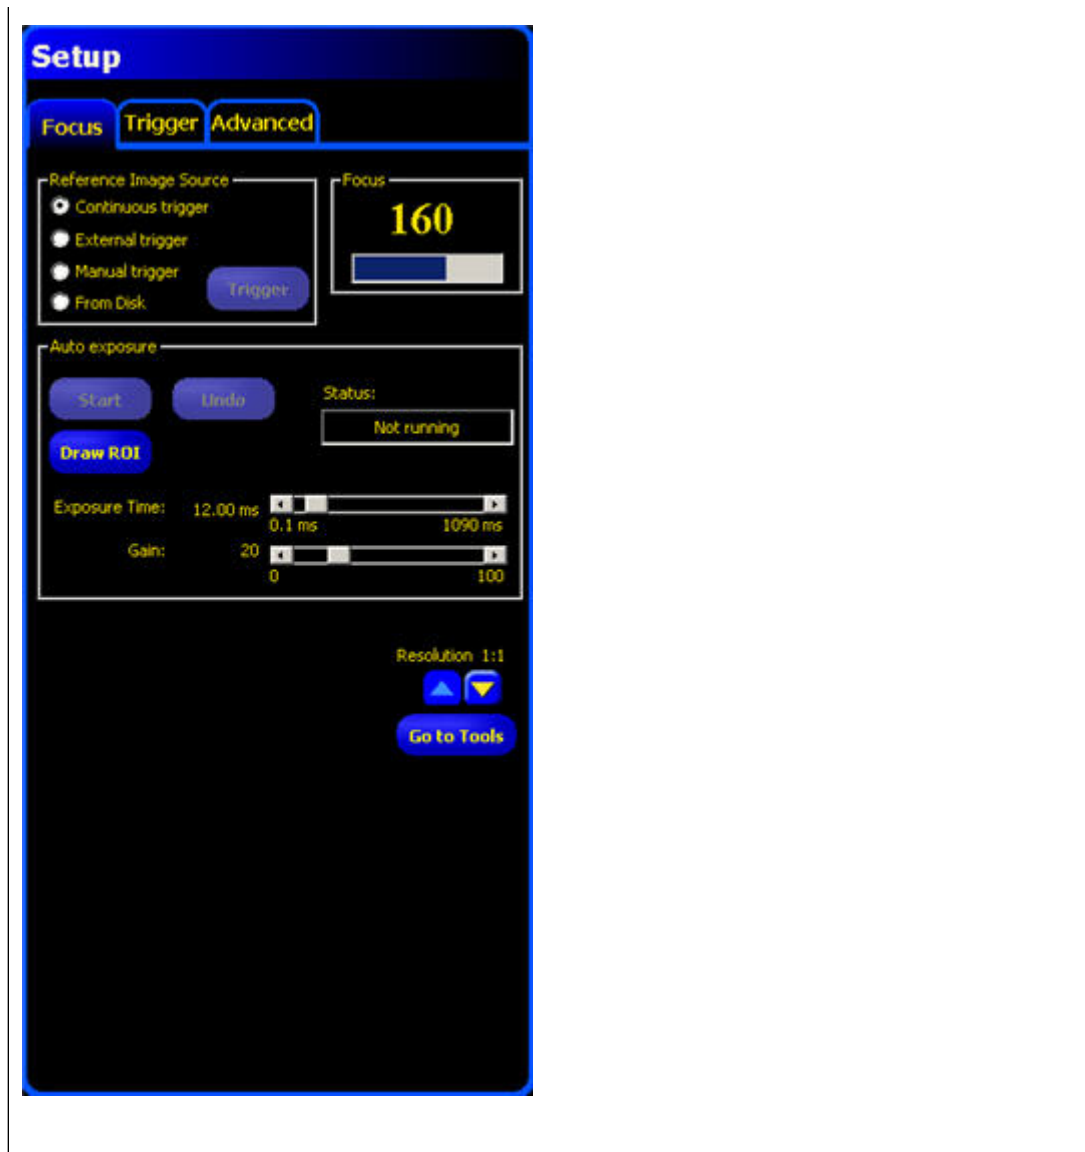 Setup
Focus Trigger Advanced
Reference Image Source
Continuous trigger
External trigger
Manual trigger
From Disk
Trigger
Focus
160
Auto exposure
Start Undo
Status:
Not running
Draw ROI
Exposure Time: 12.00 ms
0.1 ms 1090 ms
Gain: 20
0 100
Resolution 1:1
Go to Tools